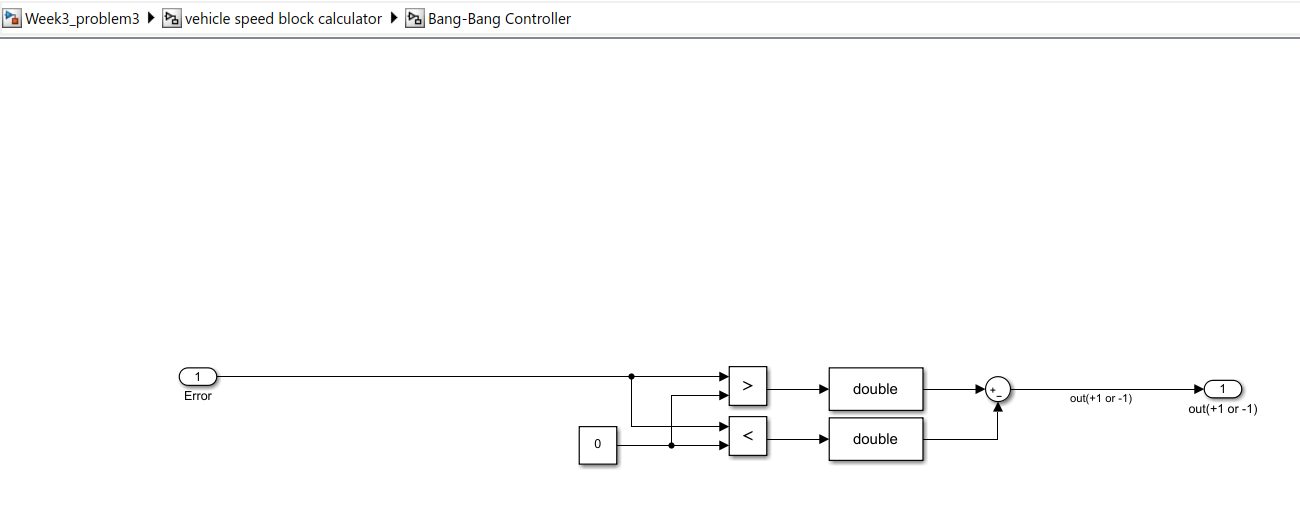 Week3_problem3 vehicle speed block calculator Bang-Bang Controller
1
Error
>
double
+
-
out(+1 or -1)
1
out(+1 or -1)
0
<
double